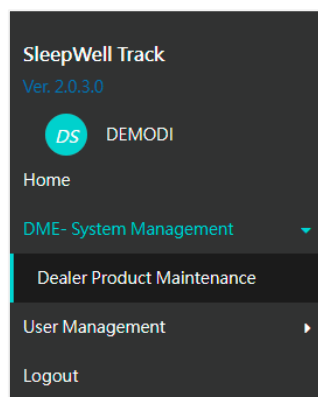 SleepWell Track
Ver. 2.0.3.0
DS DEMODI
Home
DME- System Management
Dealer Product Maintenance
User Management
Logout